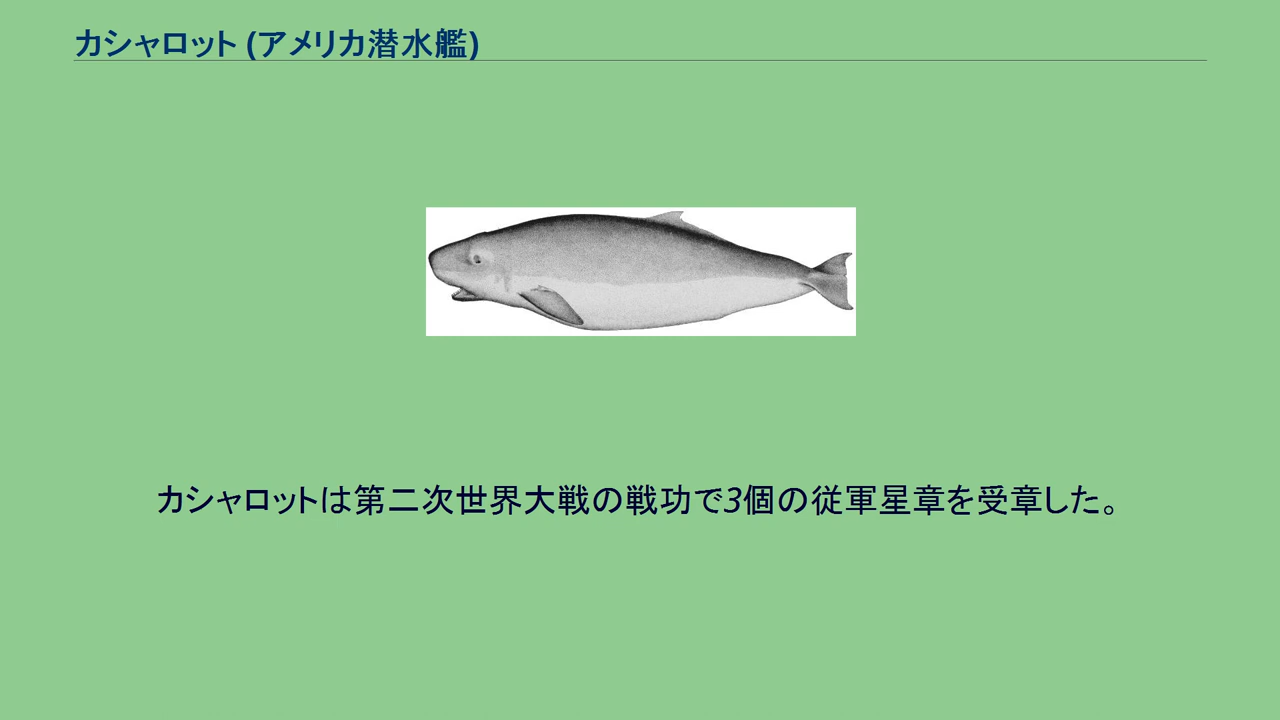 カシャロット (アメリカ潜水艦)
カシャロットは第二次世界大戦の戦功で3個の従軍星章を受章した。